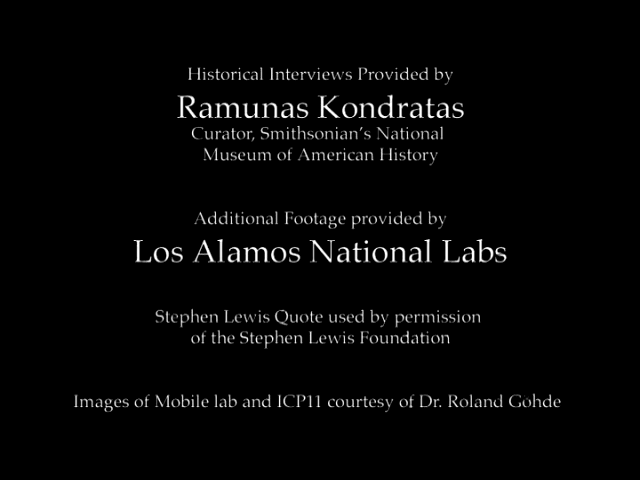 Historical Interviews Provided by
Ramunas Kondratas
Curator, Smithsonian's National
Museum of American History
Additional Footage provided by
Los Alamos National Labs
Stephen Lewis Quote used by permission
of the Stephen Lewis Foundation
Images of Mobile lab and ICP11 courtesy of Dr. Roland Göhde